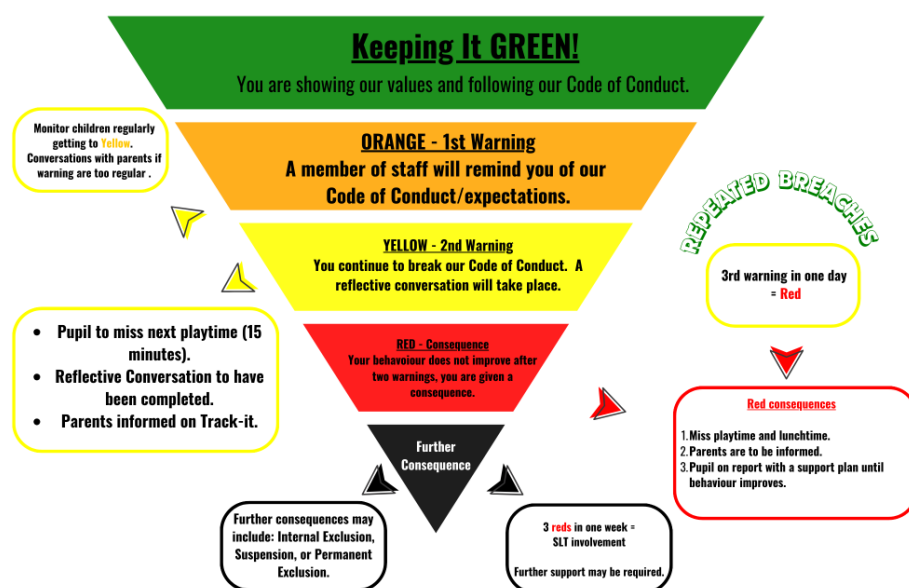 Keeping It GREEN!
You are showing our values and following our Code of Conduct.
Monitor children regularly
getting to Yellow.
Conversations with parents if
warning are too regular .
ORANGE - 1st Warning
A member of staff will remind you of our
Code of Conduct/expectations.
YELLOW - 2nd Warning
You continue to break our Code of Conduct. A
reflective conversation will take place.
REPEATED BREACHES
3rd warning in one day
= Red
• Pupil to miss next playtime (15
minutes).
• Reflective Conversation to have
been completed.
• Parents informed on Track-it.
RED - Consequence
Your behavoiour does not improve after
two warnings, you are given a
consequence.
Red consequences
1. Miss playtime and lunchtime.
2. Parents are to be informed.
3. Pupil on report with a support plan until
behaviour improves.
Further
Consequence
Further consequences may
include: Internal Exclusion,
Suspension, or Permanent
Exclusion.
3 reds in one week =
SLT involvement
Further support may be required.